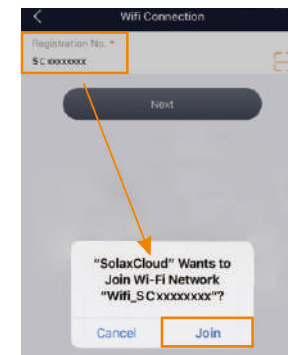 Wifi Connection
Registration No. *
SCxxxxxxxx
Next
"SolaxCloud" Wants to
Join Wi-Fi Network
"Wifi_SCxxxxxxxx"?
Cancel
Join